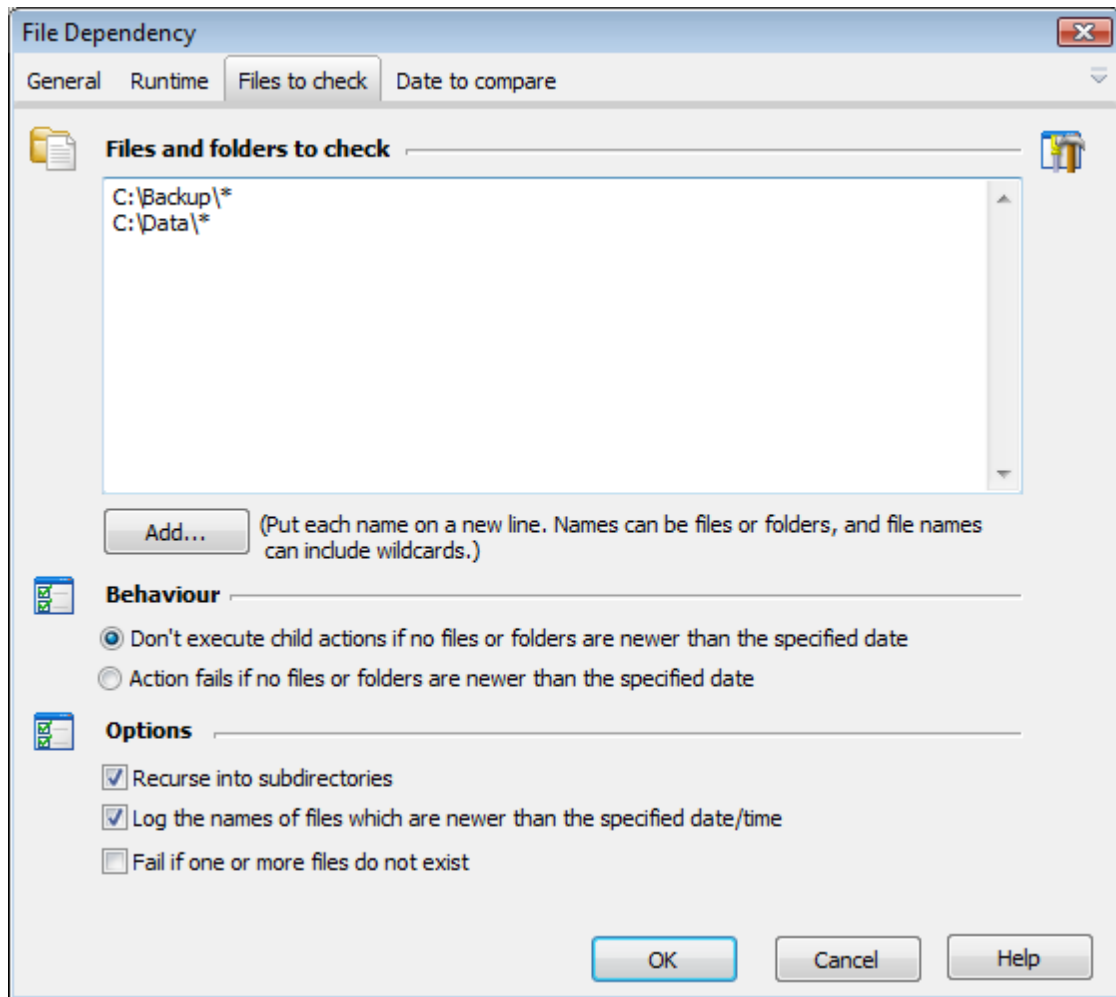 File Dependency
General Runtime Files to check Date to compare
Files and folders to check
C:\Backup\*
C:\Data\*
Add...
(Put each name on a new line. Names can be files or folders, and file names
can include wildcards.)
Behaviour
Don't execute child actions if no files or folders are newer than the specified date
Action fails if no files or folders are newer than the specified date
Options
Recurse into subdirectories
Log the names of files which are newer than the specified date/time
Fail if one or more files do not exist
OK Cancel Help